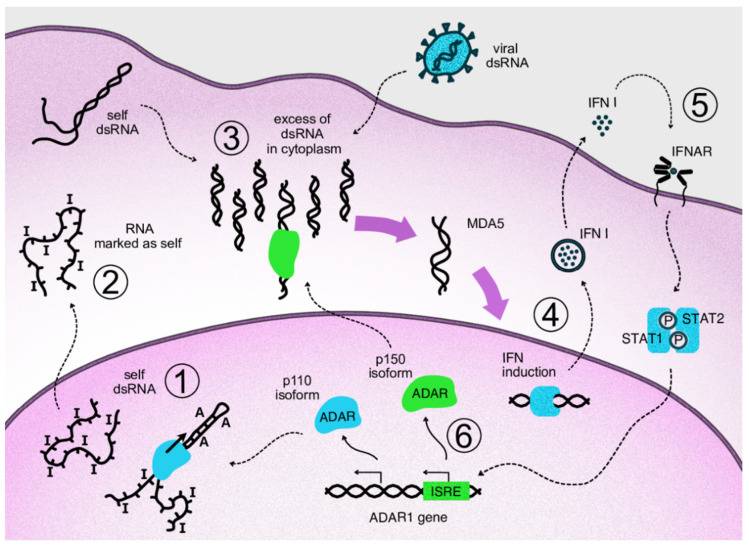 viral
dsRNA
IFN I
5
self
dsRNA
3
excess of
dsRNA
in cytoplasm
IFNAR
I
I
I
I
I
RNA
marked as self
2
MDA5
IFN I
4
P
STAT2
STAT1
P
self
dsRNA
1
p110
isoform
p150
isoform
IFN
induction
A
A
A
A
ADAR
ADAR
6
I
I
I
I
I
I
I
I
ISRE
ADAR1 gene